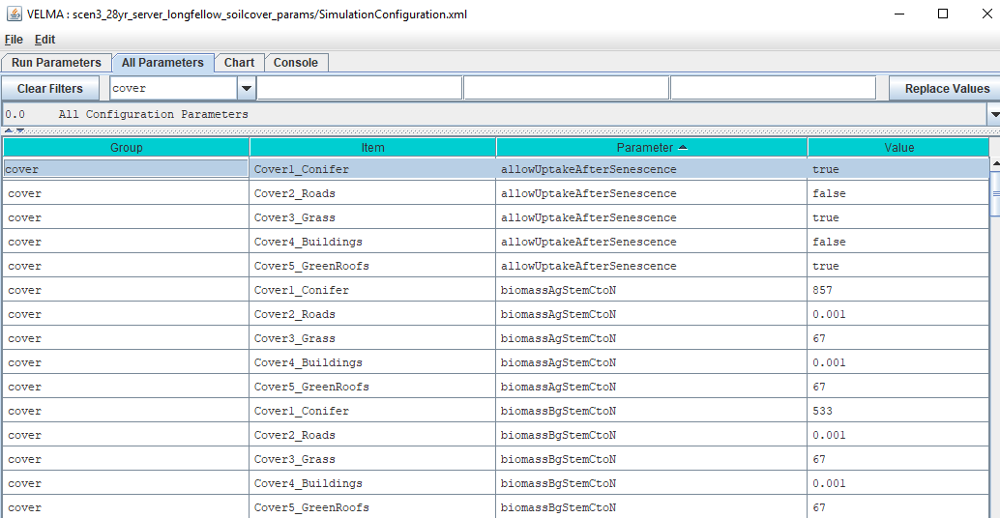 VELMA : scen3_28yr_server_longfellow_soilcover_params/SimulationConfiguration.xml
File Edit
Run Parameters All Parameters Chart Console
Clear Filters cover Replace Values
0.0 All Configuration Parameters
Group Item Parameter Value
cover Cover1_Conifer allowUptakeAfterSenescence true
cover Cover2_Roads allowUptakeAfterSenescence false
cover Cover3_Grass allowUptakeAfterSenescence true
cover Cover4_Buildings allowUptakeAfterSenescence false
cover Cover5_GreenRoofs allowUptakeAfterSenescence true
cover Cover1_Conifer biomassAgStemCtoN 857
cover Cover2_Roads biomassAgStemCtoN 0.001
cover Cover3_Grass biomassAgStemCtoN 67
cover Cover4_Buildings biomassAgStemCtoN 0.001
cover Cover5_GreenRoofs biomassAgStemCtoN 67
cover Cover1_Conifer biomassBgStemCtoN 533
cover Cover2_Roads biomassBgStemCtoN 0.001
cover Cover3_Grass biomassBgStemCtoN 67
cover Cover4_Buildings biomassBgStemCtoN 0.001
cover Cover5_GreenRoofs biomassBgStemCtoN 67